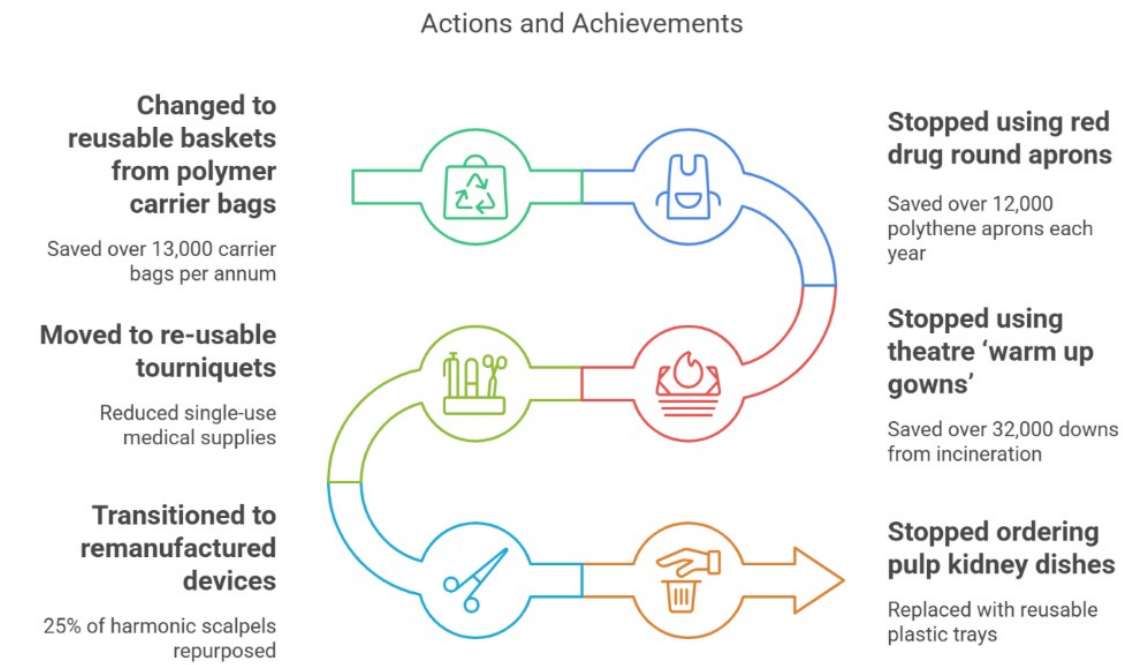 Actions and Achievements
Changed to
reusable baskets
from polymer
carrier bags
Saved over 13,000 carrier
bags per annum
Stopped using red
drug round aprons
Saved over 12,000
polythene aprons each
year
Stopped using
theatre ‘warm up
gowns’
Saved over 32,000 downs
from incineration
Moved to re-usable
tourniquets
Reduced single-use
medical supplies
Transitioned to
remanufactured
devices
25% of harmonic scalpels
repurposed
Stopped ordering
pulp kidney dishes
Replaced with reusable
plastic trays